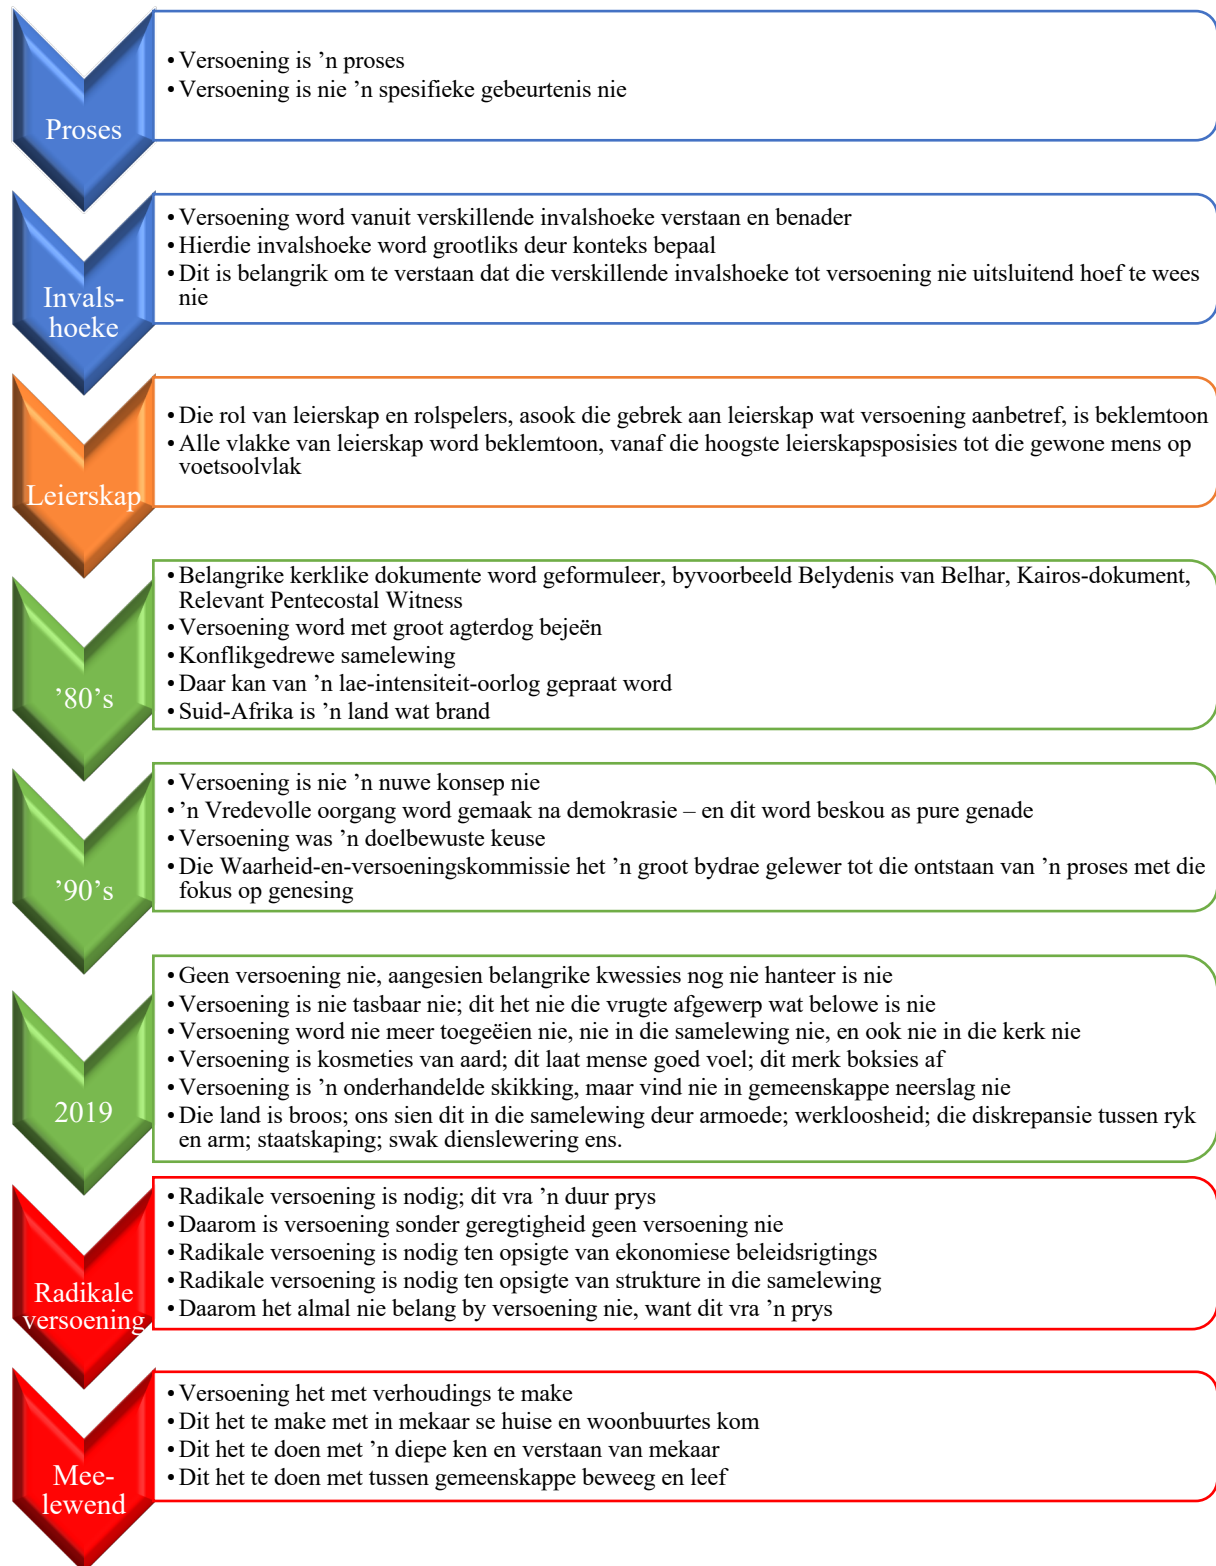 Proses
• Versoening is ’n proses
• Versoening is nie ’n spesifieke gebeurtenis nie
Invals-
hoeke
• Versoening word vanuit verskillende invalshoeke verstaan en benader
• Hierdie invalshoeke word grootliks deur konteks bepaal
• Dit is belangrik om te verstaan dat die verskillende invalshoeke tot versoening nie uitsluitend hoef te wees
nie
Leierskap
• Die rol van leierskap en rolspelers, asook die gebrek aan leierskap wat versoening aanbetref, is beklemtoon
• Alle vlakke van leierskap word beklemtoon, vanaf die hoogste leierskapsposisies tot die gewone mens op
voetsoolvlak
’80’s
• Belangrike kerklike dokumente word geformuleer, byvoorbeeld Belydenis van Belhar, Kairos-dokument,
Relevant Pentecostal Witness
• Versoening word met groot agterdog bejeën
• Konflikgedrewe samelewing
• Daar kan van ’n lae-intensiteit-oorlog gepraat word
• Suid-Afrika is ’n land wat brand
’90’s
• Versoening is nie ’n nuwe konsep nie
• ’n Vredevolle oorgang word gemaak na demokrasie – en dit word beskou as pure genade
• Versoening was ’n doelbewuste keuse
• Die Waarheid-en-versoeningskommissie het ’n groot bydrae gelewer tot die ontstaan van ’n proses met die
fokus op genesing
2019
• Geen versoening nie, aangesien belangrike kwessies nog nie hanteer is nie
• Versoening is nie tasbaar nie; dit het nie die vrugte afgewerp wat belowe is nie
• Versoening word nie meer toegeëien nie, nie in die samelewing nie, en ook nie in die kerk nie
• Versoening is kosmeties van aard; dit laat mense goed voel; dit merk boksies af
• Versoening is ’n onderhandelde skikking, maar vind nie in gemeenskappe neerslag nie
• Die land is broos; ons sien dit in die samelewing deur armoede; werkloosheid; die diskrepansie tussen ryk
en arm; staatskaping; swak dienslewering ens.
Radikale
versoening
• Radikale versoening is nodig; dit vra ’n duur prys
• Daarom is versoening sonder geregtigheid geen versoening nie
• Radikale versoening is nodig ten opsigte van ekonomiese beleidsrigtings
• Radikale versoening is nodig ten opsigte van strukture in die samelewing
• Daarom het almal nie belang by versoening nie, want dit vra ’n prys
Mee-
lewend
• Versoening het met verhoudings te make
• Dit het te make met in mekaar se huise en woonbuurtes kom
• Dit het te doen met ’n diepe ken en verstaan van mekaar
• Dit het te doen met tussen gemeenskappe beweeg en leef